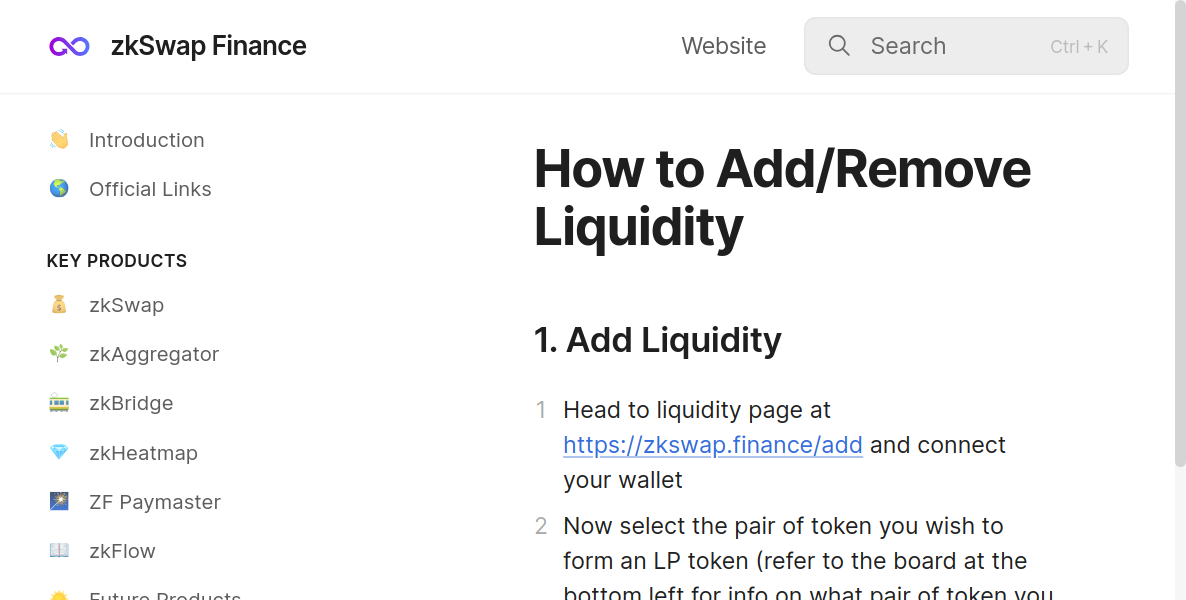 zkSwap Finance
Website
Search
Ctrl + K
Introduction
Official Links
KEY PRODUCTS
zkSwap
zkAggregator
zkBridge
zkHeatmap
ZF Paymaster
zkFlow
Future Products
How to Add/Remove
Liquidity
1. Add Liquidity
1 Head to liquidity page at
https://zkswap.finance/add and connect
your wallet
2 Now select the pair of token you wish to
form an LP token (refer to the board at the
bottom left for info on what pair of token you